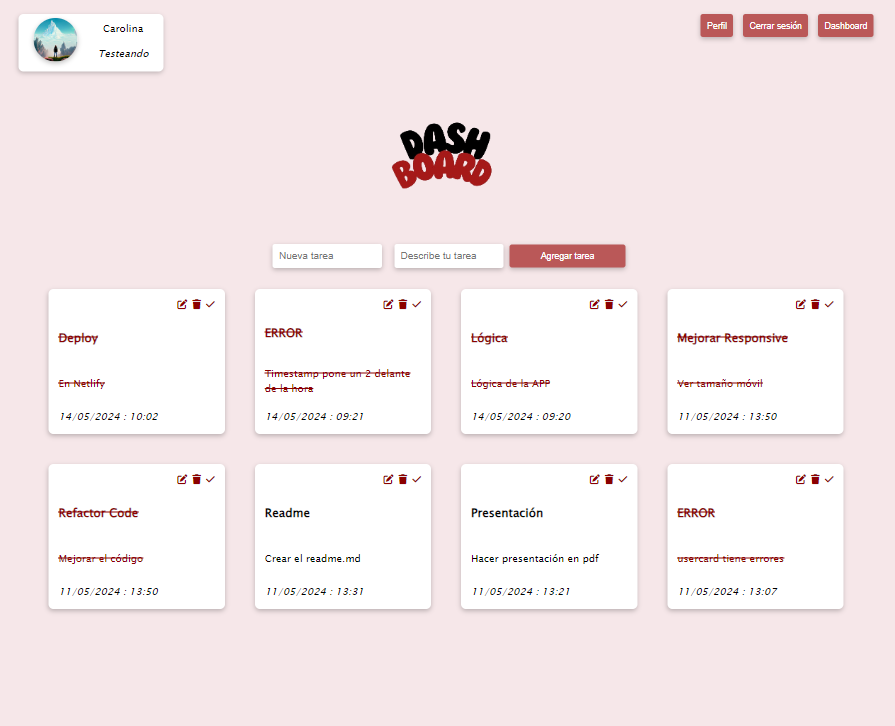 Carolina
Testeando
Perfil
Cerrar sesión
Dashboard
DASH
BOARD
Nueva tarea
Describe tu tarea
Agregar tarea
Deploy
En Netlify
14/05/2024 : 10:02
ERROR
Timestamp pone un 2 delante
de la hora
14/05/2024 : 09:21
Lógica
Lógica de la APP
14/05/2024 : 09:20
Mejorar Responsive
Ver tamaño móvil
11/05/2024 : 13:50
Refactor Code
Mejorar el código
11/05/2024 : 13:50
Readme
Crear el readme.md
11/05/2024 : 13:31
Presentación
Hacer presentación en pdf
11/05/2024 : 13:21
ERROR
usercard tiene errores
11/05/2024 : 13:07